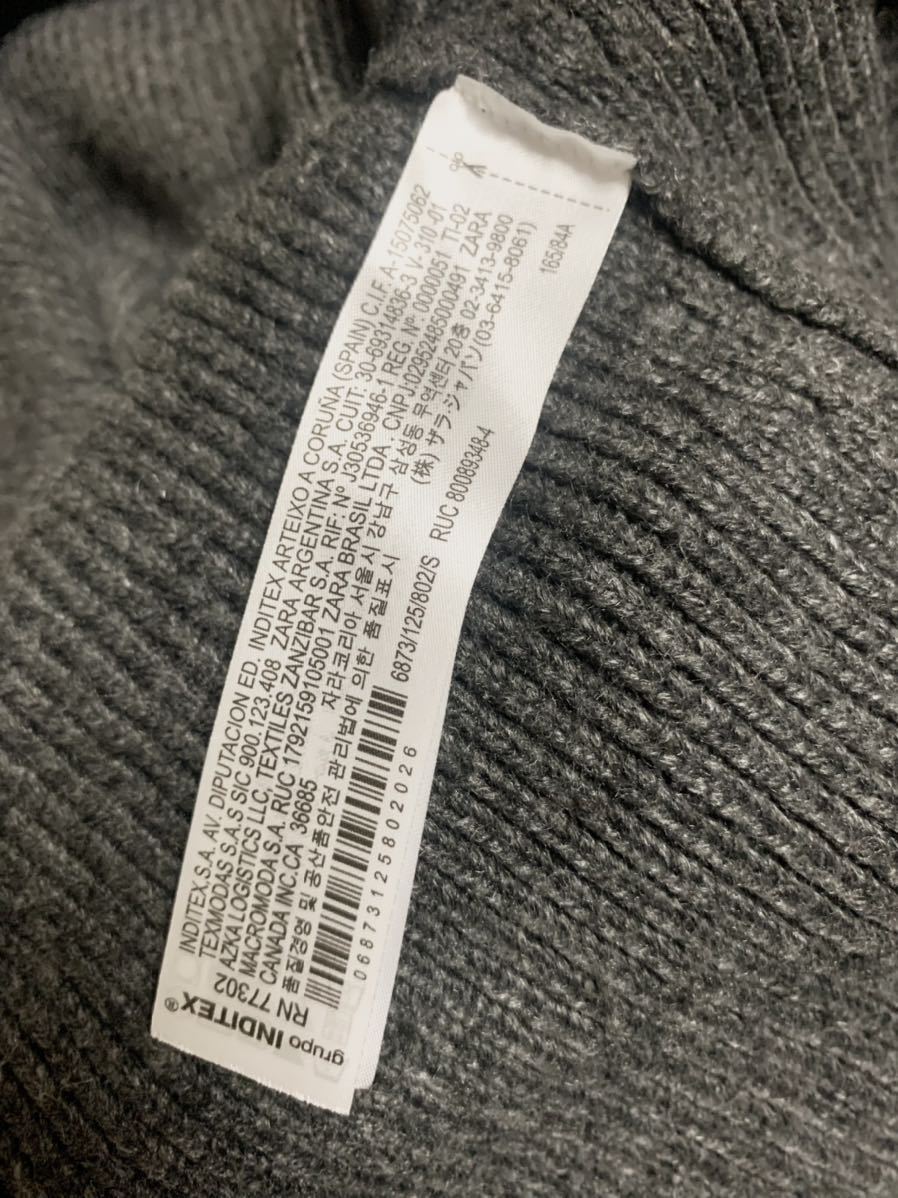 grupo INDITEX®
RN 77302
INDITEX S.A. AV. DIPUTACION ED. INDITEX ARTEIXO A CORUNA (SPAIN) C.I.F. A-15075062
TEXMODAS S.A.S SIC 900.123.408 ZARA ARGENTINA S.A. CUIT: 30-69314836-3 V-310-01
AZKA LOGISTICS LLC, TEXTILES ZANZIBAR S.A. RIF: Nº J30536946-1 REG. Nº 0000051 TI-02
MACROMODA S.A. RUC 1792159105001 ZARA BRASIL LTDA. CNPJ:02952485000491 ZARA
CANADA INC.CA 36685 자라코리아 서울시 강남구 삼성동 무역센터 20층 02-3413-9800
품질경영 및 공산품안전 관리법에 의한 품질표시 (株) ザラ ジャパン (03-6415-8061)
6873/125/802/S RUC 80089348-4
06873125802026
165/84A